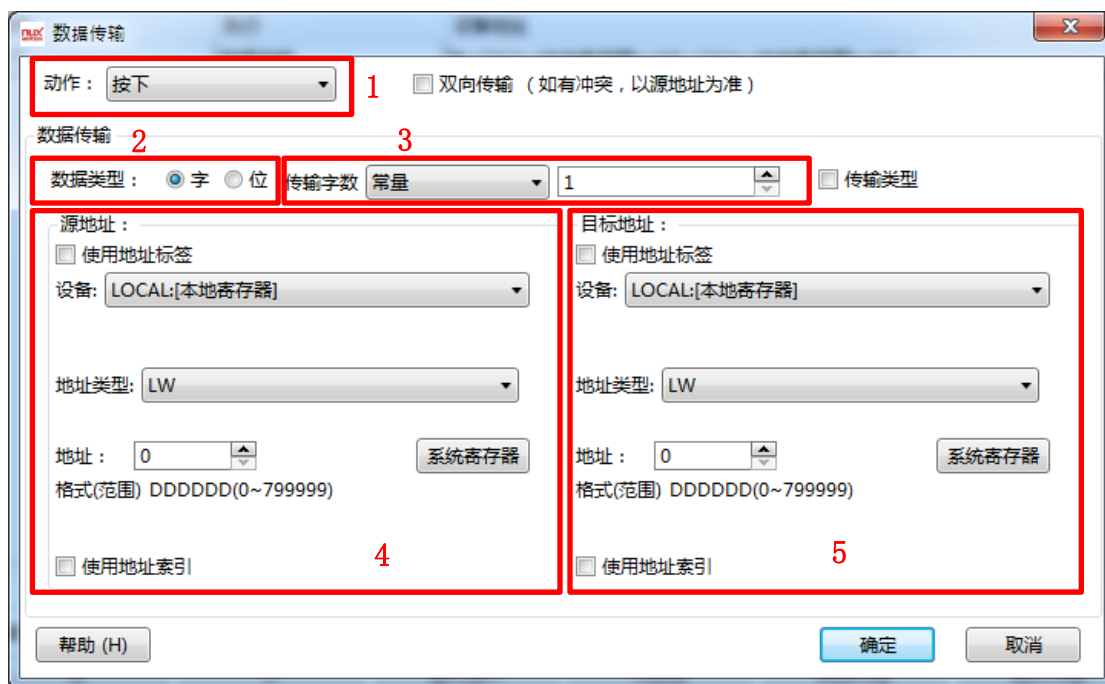 数据传输
动作： 按下 1 双向传输 （如有冲突，以源地址为准）
数据传输 2 3
数据类型： 字 位 传输字数 常量 1 传输类型
源地址： 目标地址：
使用地址标签 使用地址标签
设备: LOCAL:[本地寄存器] 设备: LOCAL:[本地寄存器]
地址类型: LW 地址类型: LW
地址： 0 系统寄存器 地址： 0 系统寄存器
格式(范围) DDDDDD(0~799999) 格式(范围) DDDDDD(0~799999)
使用地址索引 4 使用地址索引 5
帮助 (H) 确定 取消